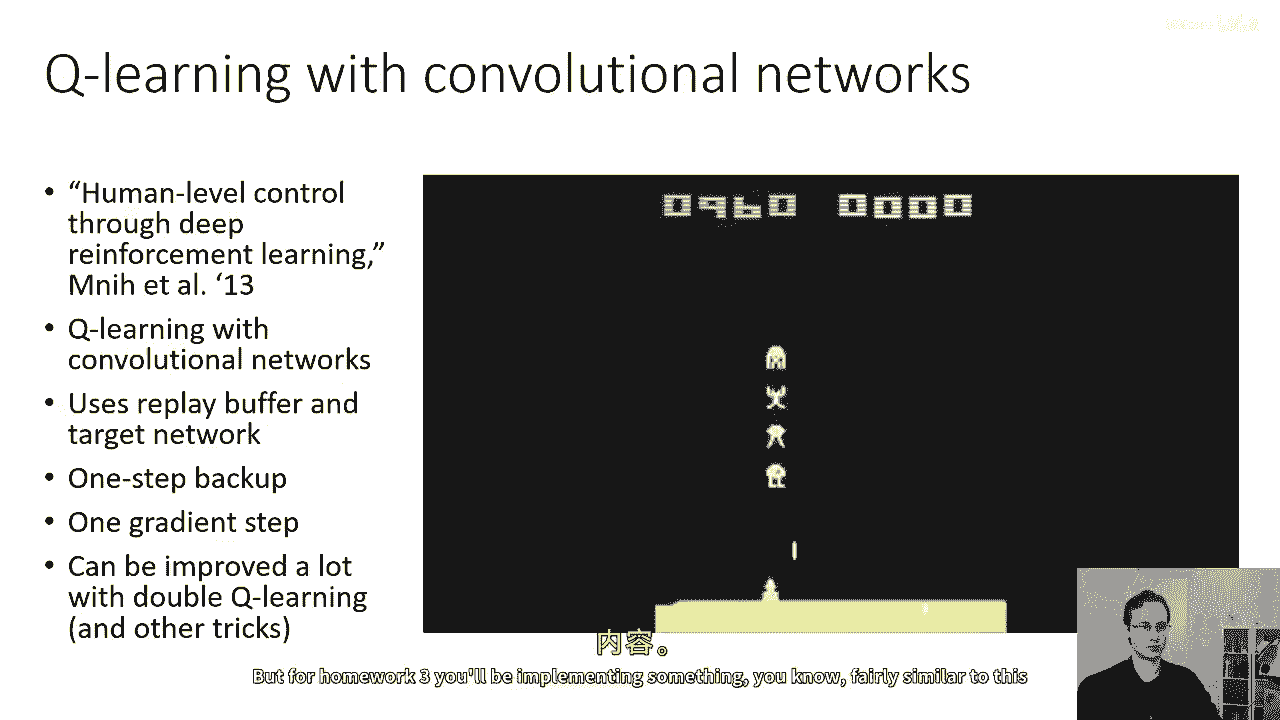 Q-learning with convolutional networks
• “Human-level control
through deep
reinforcement learning,”
Mnih et al. ‘13
• Q-learning with
convolutional networks
• Uses replay buffer and
target network
• One-step backup
• One gradient step
• Can be improved a lot
with double Q-learning
(and other tricks)
0960 0000
内容。
But for homework 3 you'll be implementing something, you know, fairly similar to this